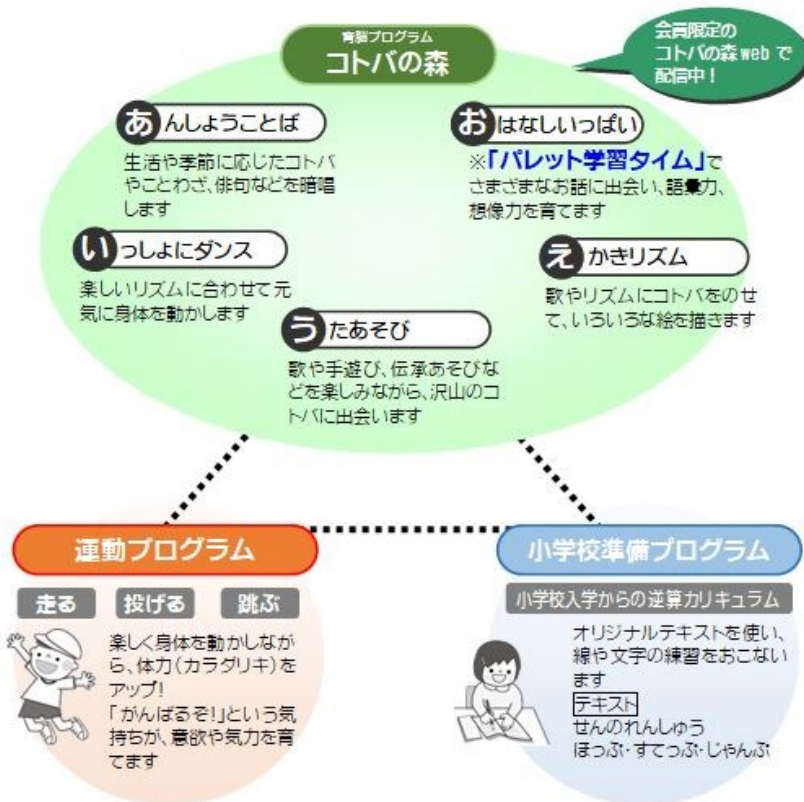 育脳プログラム
コトバの森
会員限定の
コトバの森webで
配信中！
あんしょうことば
生活や季節に応じたコトバ
やことわざ、俳句などを暗唱
します
おはなしいっぱい
※「パレット学習タイム」で
さまざまなお話に出会い、語彙力、
想像力を育てます
いっしょにダンス
楽しいリズムに合わせて元
気に身体を動かします
えかきリズム
歌やリズムにコトバをのせ
て、いろいろな絵を描きます
うたあそび
歌や手遊び、伝承あそびな
どを楽しみながら、沢山のコ
トバに出会います
運動プログラム
走る 投げる 跳ぶ
楽しく身体を動かしなが
ら、体力(カラダリキ)を
アップ!
「がんばるぞ!」という気
持ちが、意欲や気力を育
てます
小学校準備プログラム
小学校入学からの逆算カリキュラム
オリジナルテキストを使い、
線や文字の練習をおこない
ます
テキスト
せんのれんしゅう
ほっぷ・すてっぷ・じゃんぷ